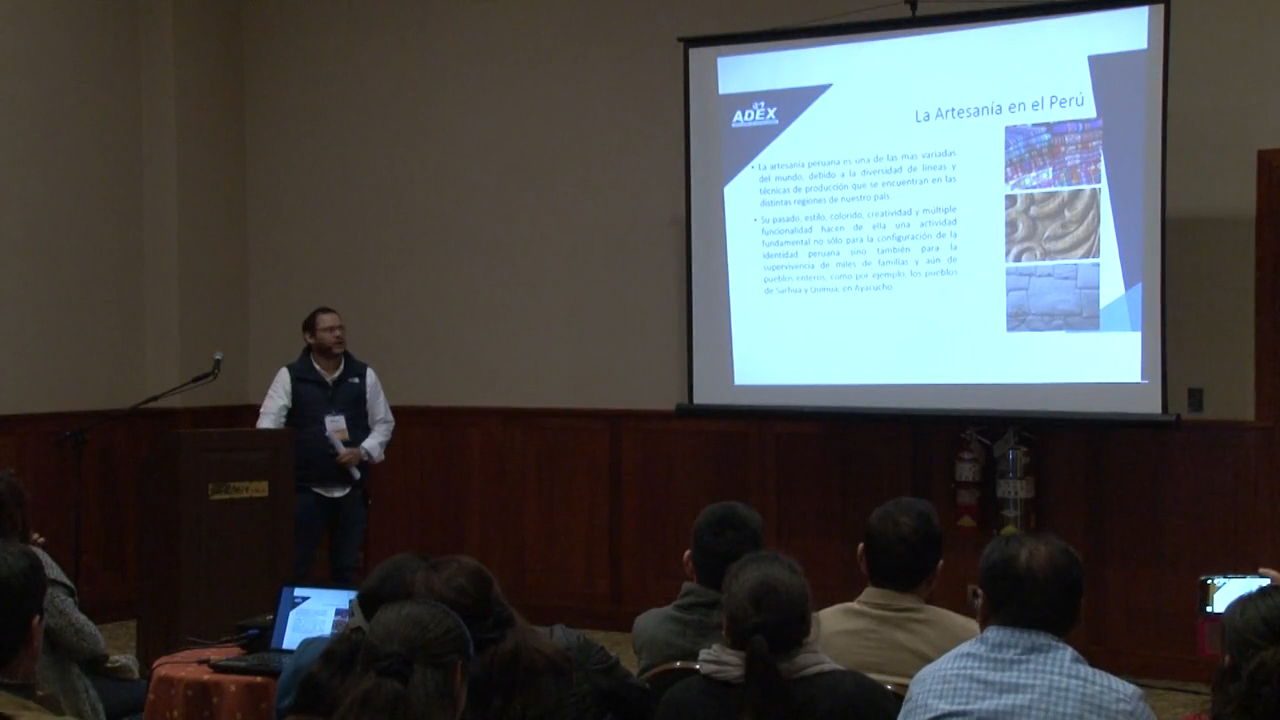 ADEX
La Artesanía en el Perú
• La artesanía peruana es una de las mas variadas
del mundo, debido a la diversidad de líneas y
técnicas de producción que se encuentran en las
distintas regiones de nuestro país.
• Su pasado, estilo, colorido, creatividad y múltiple
funcionalidad hacen de ella una actividad
fundamental no sólo para la configuración de la
identidad peruana sino también para la
supervivencia de miles de familias y aún de
pueblos enteros, como por ejemplo, los pueblos
de Sarhua y Quinua, en Ayacucho.